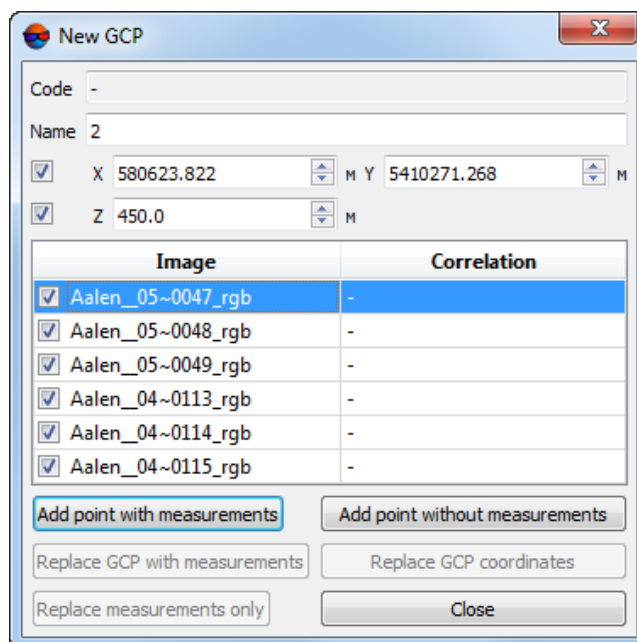 New GCP
Code -
Name 2
X 580623.822 м Y 5410271.268 м
Z 450.0 м
Image Correlation
Aalen__05~0047_rgb -
Aalen__05~0048_rgb -
Aalen__05~0049_rgb -
Aalen__04~0113_rgb -
Aalen__04~0114_rgb -
Aalen__04~0115_rgb -
Add point with measurements Add point without measurements
Replace GCP with measurements Replace GCP coordinates
Replace measurements only Close